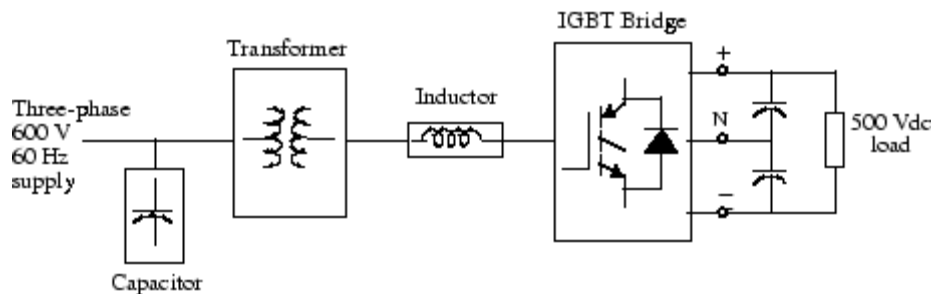 IGBT Bridge
Transformer
Inductor
Three-phase
600 V
60 Hz
supply
Capacitor
+
N
−
500 Vdc
load